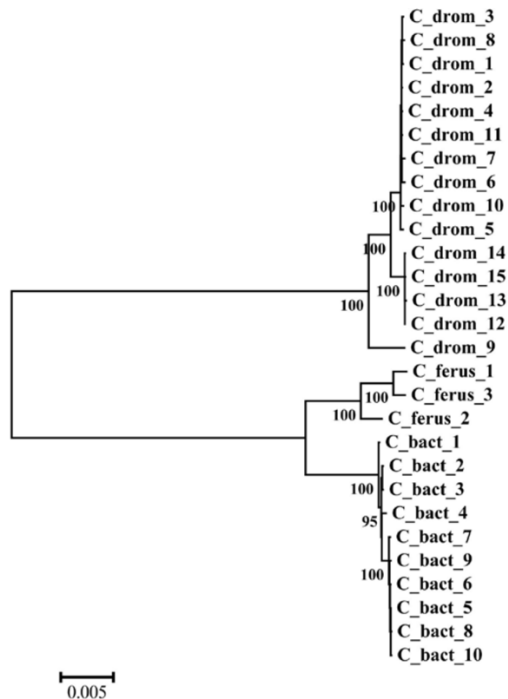 C_drom_3
C_drom_8
C_drom_1
C_drom_2
C_drom_4
C_drom_11
C_drom_7
C_drom_6
100
C_drom_10
C_drom_5
100
C_drom_14
C_drom_15
100
C_drom_13
100
C_drom_12
C_drom_9
C_ferus_1
100
C_ferus_3
100
C_ferus_2
C_bact_1
C_bact_2
100
C_bact_3
C_bact_4
95
C_bact_7
C_bact_9
100
C_bact_6
C_bact_5
C_bact_8
C_bact_10
0.005